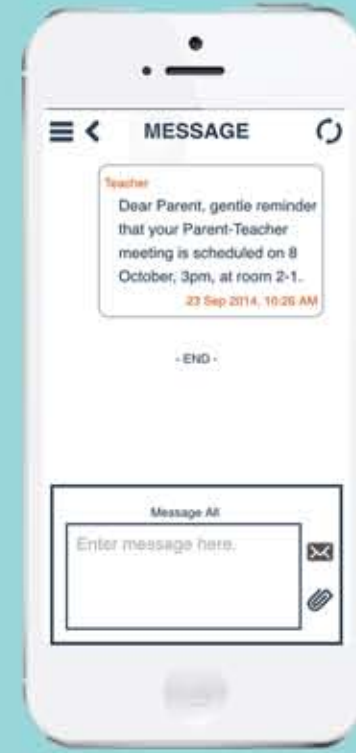 MESSAGE
Teacher
Dear Parent, gentle reminder
that your Parent-Teacher
meeting is scheduled on 8
October, 3pm, at room 2-1.
23 Sep 2014, 10:26 AM
- END -
Message All
Enter message here.